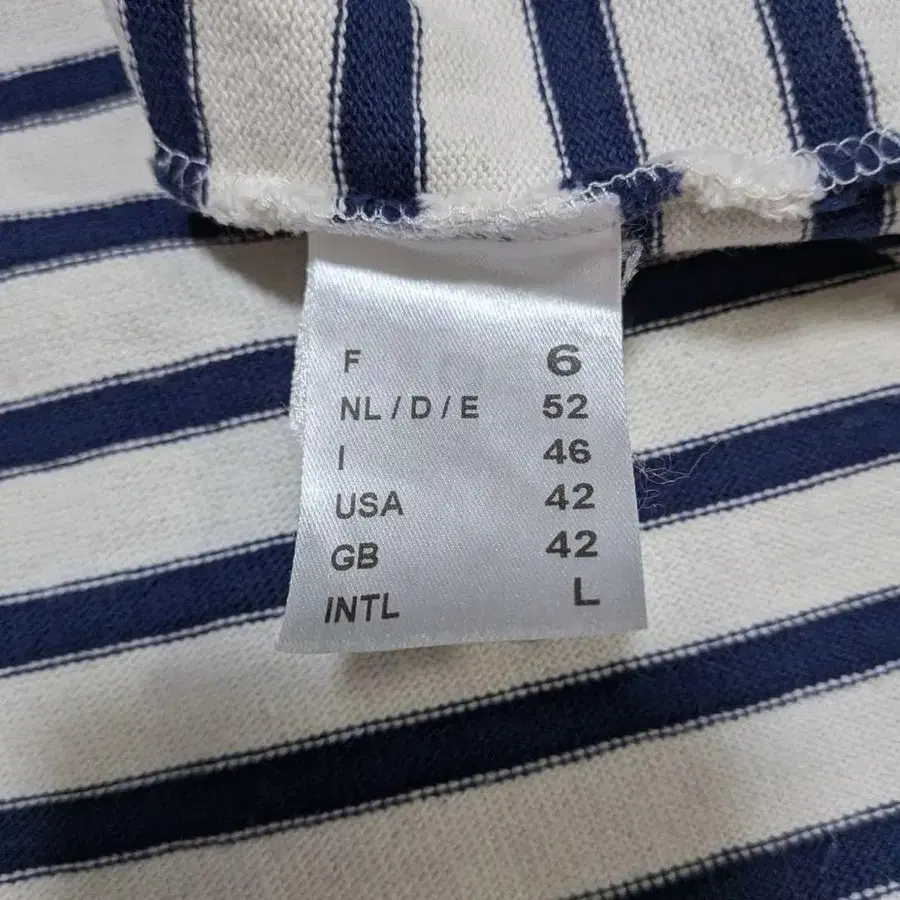 F 6
NL / D / E 52
I 46
USA 42
GB 42
INTL L